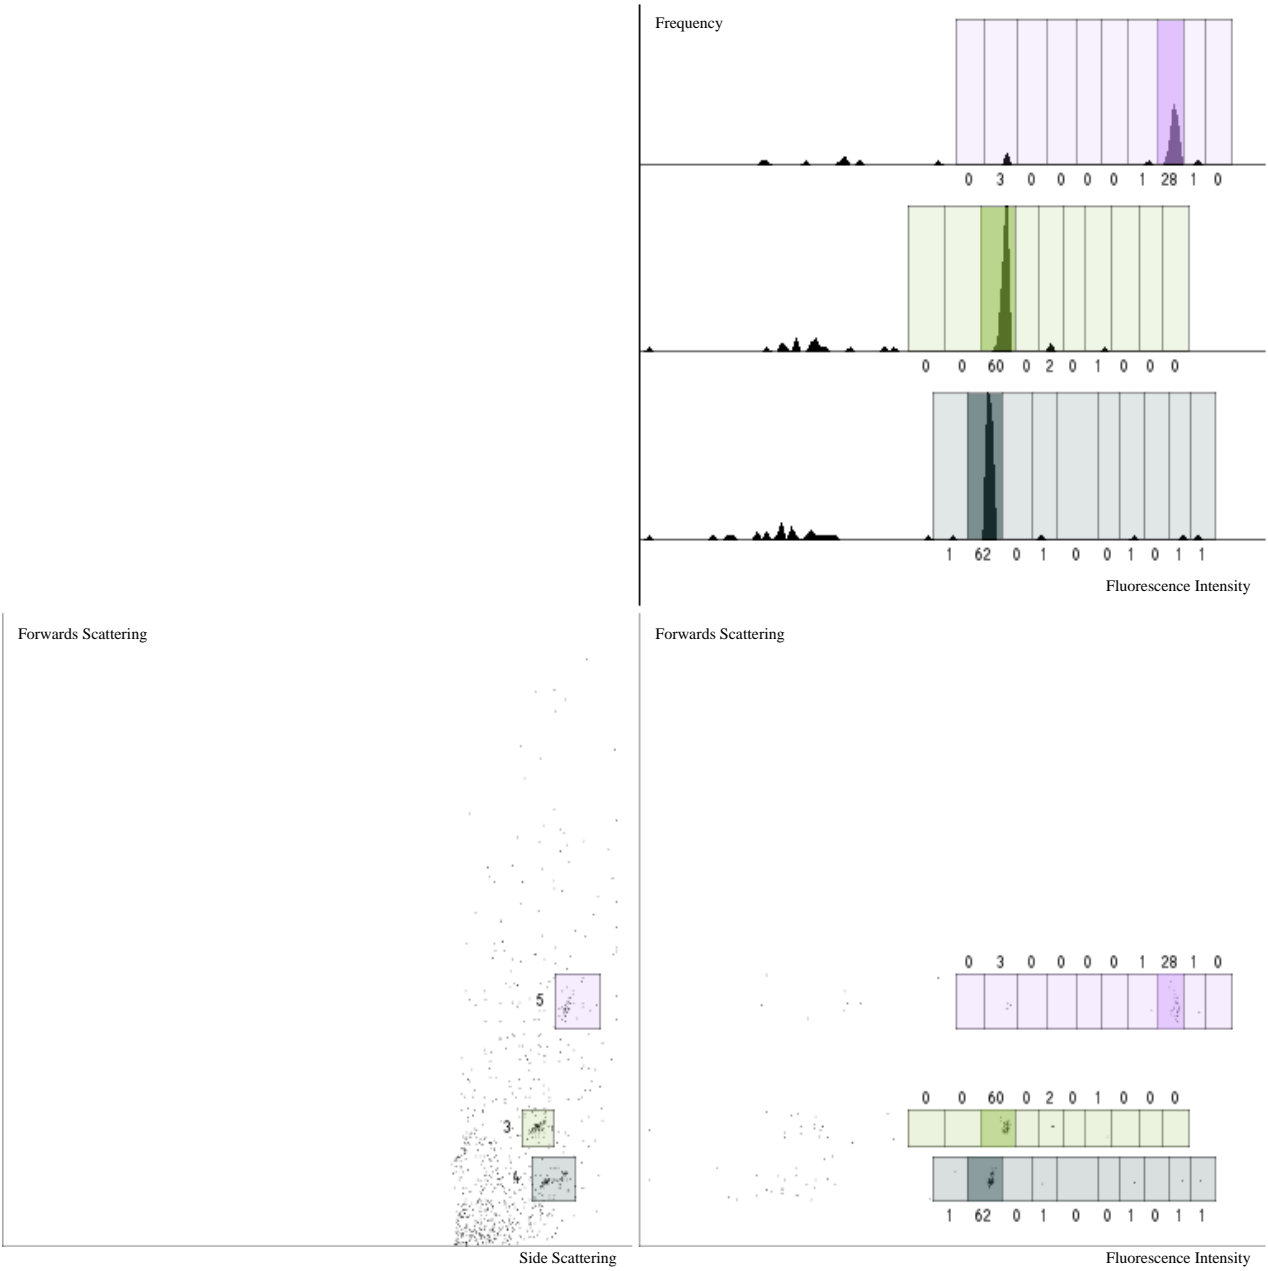 Frequency
0 3 0 0 0 0 1 28 1 0
0 0 60 0 2 0 1 0 0 0
1 62 0 1 0 0 1 0 1 1
Fluorescence Intensity
Forwards Scattering
5
3
4
Side Scattering
Forwards Scattering
0 3 0 0 0 0 1 28 1 0
0 0 60 0 2 0 1 0 0 0
1 62 0 1 0 0 1 0 1 1
Fluorescence Intensity